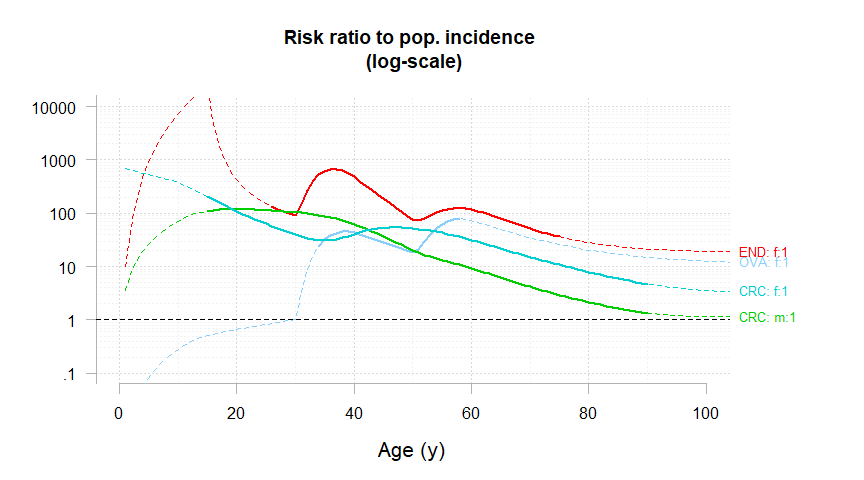 Risk ratio to pop. incidence
(log-scale)
10000
1000
100
10
1
.1
END: f:1
OVA: f:1
CRC: f:1
CRC: m:1
0 20 40 60 80 100
Age (y)